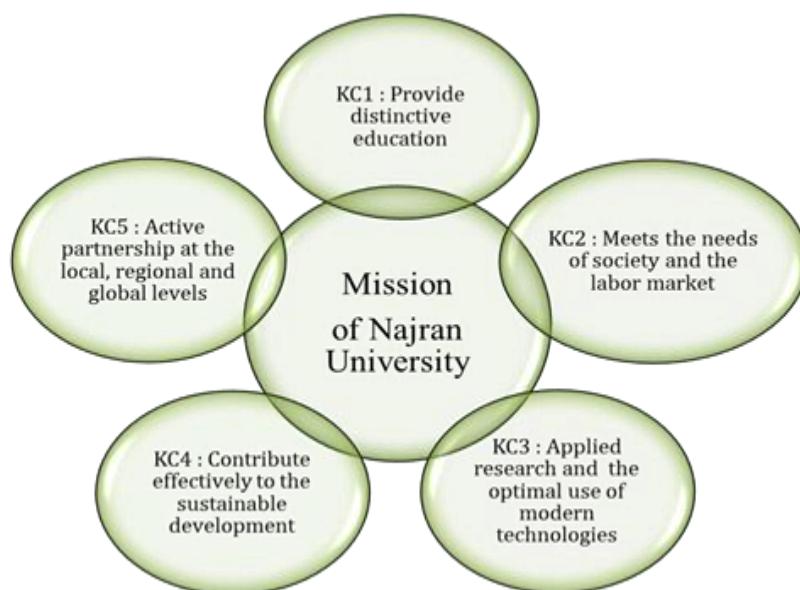 KC1 : Provide
distinctive
education
KC2 : Meets the needs
of society and the
labor market
KC3 : Applied
research and the
optimal use of
modern
technologies
KC4 : Contribute
effectively to the
sustainable
development
KC5 : Active
partnership at the
local, regional and
global levels
Mission
of Najran
University